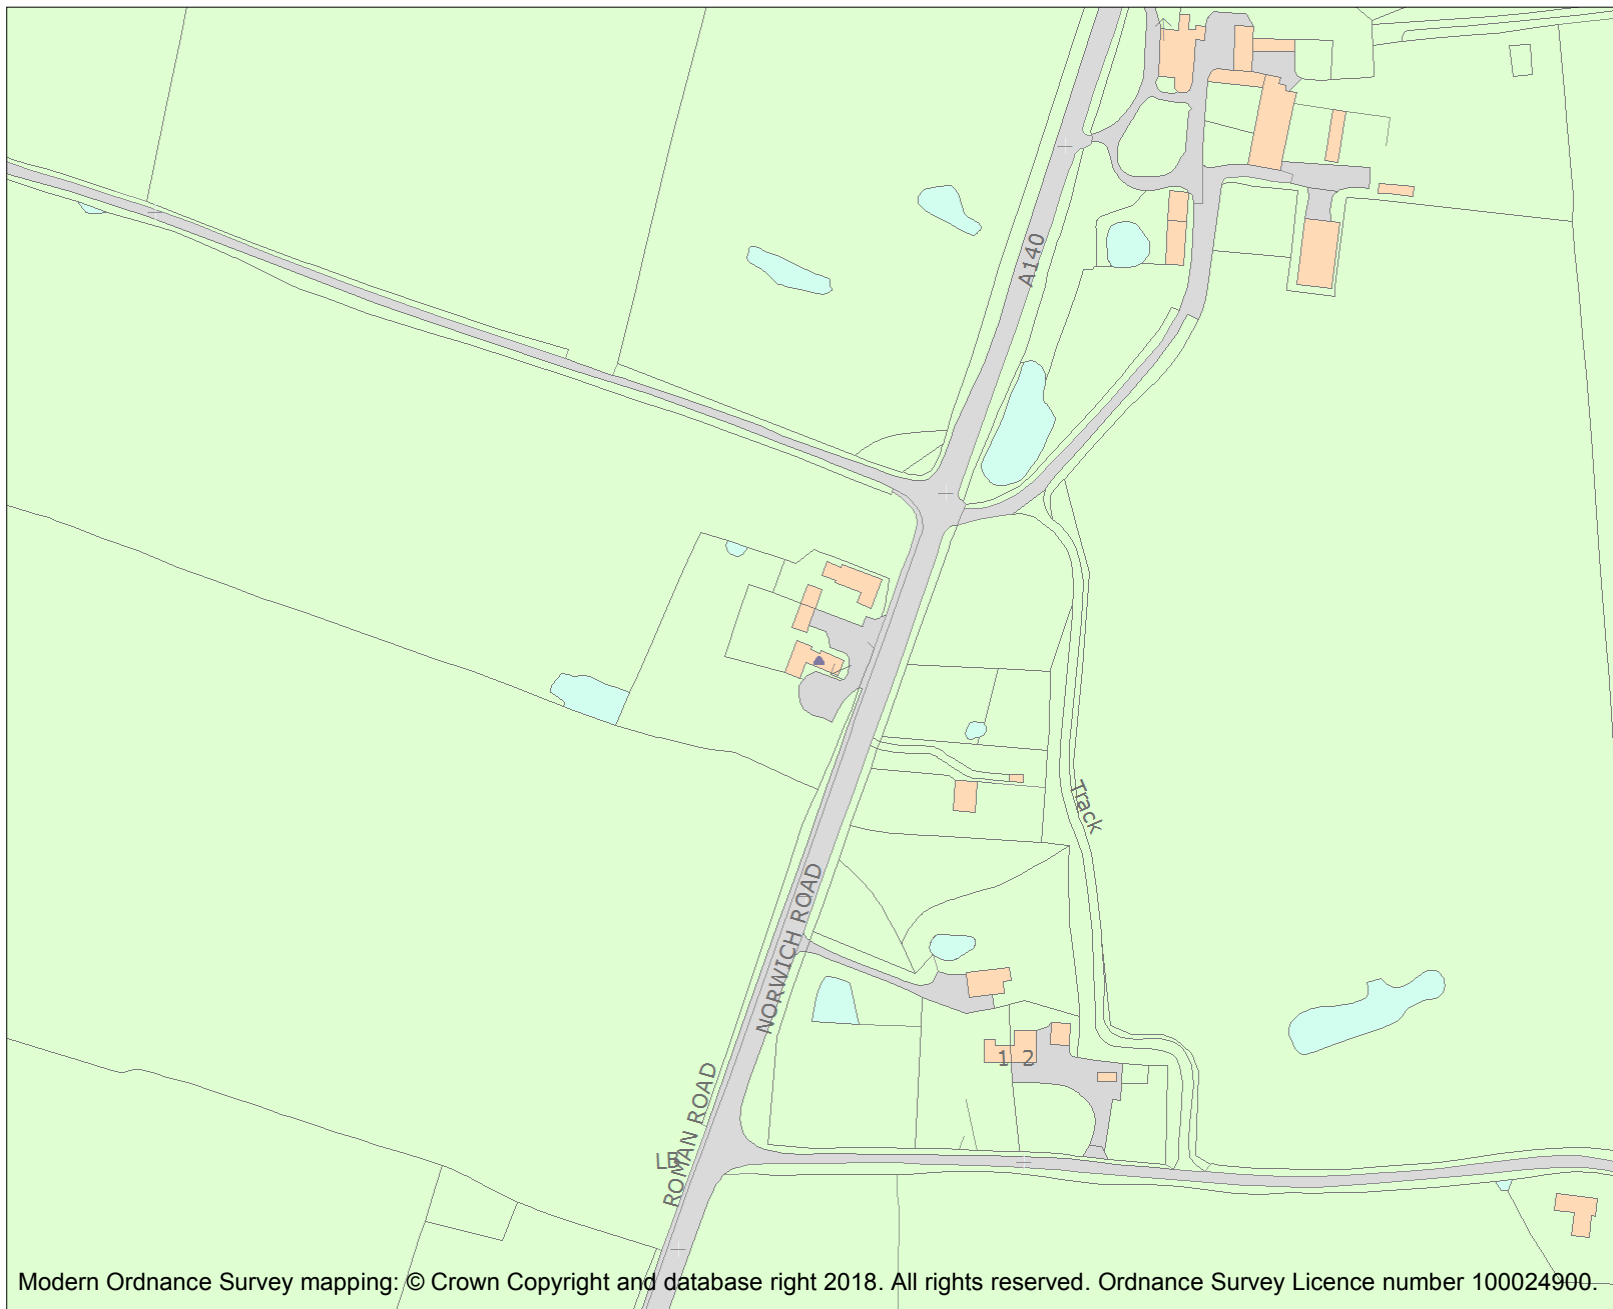 A140
Track
NORWICH ROAD
1 2
ROMAN ROAD
LB
Modern Ordnance Survey mapping: © Crown Copyright and database right 2018. All rights reserved. Ordnance Survey Licence number 100024900.